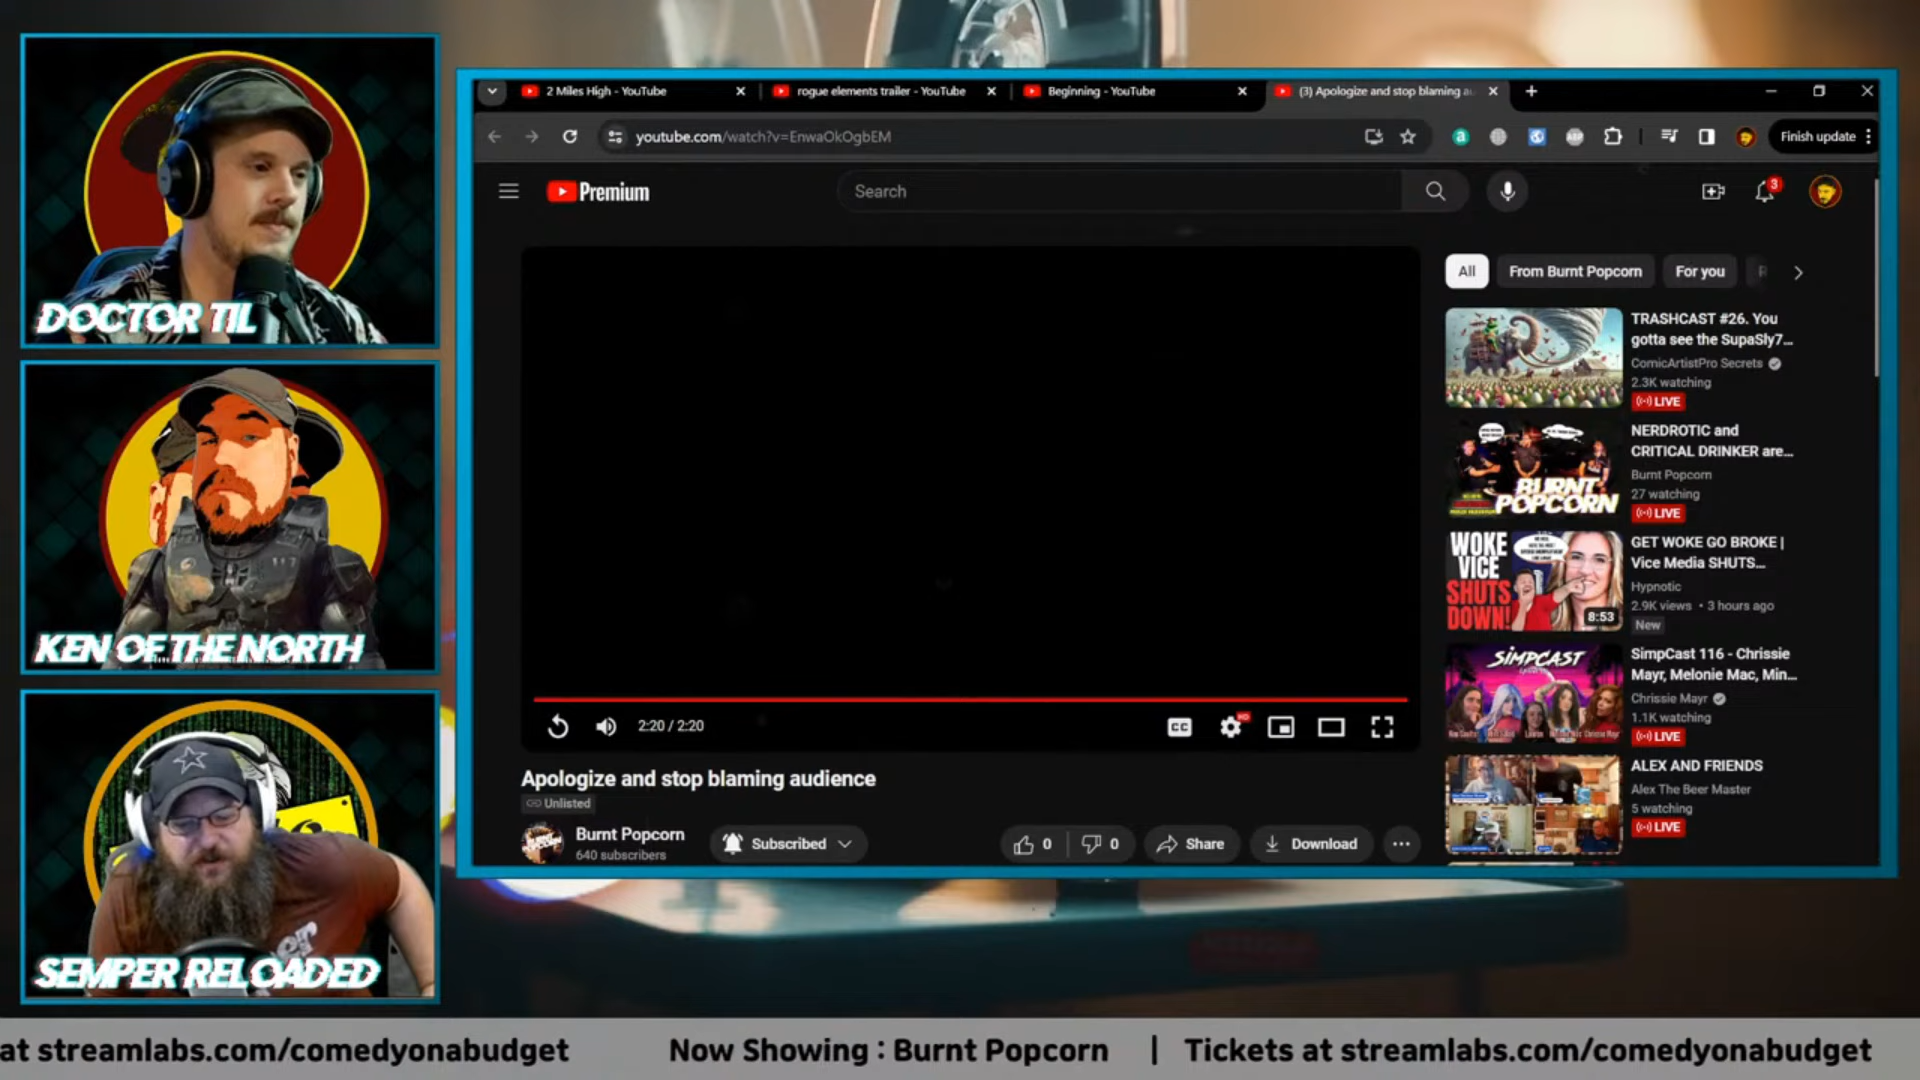 DOCTOR TIL
KEN OF THE NORTH
SEMPER RELOADED
2 Miles High - YouTube
rogue elements trailer - YouTube
Beginning - YouTube
(3) Apologize and stop blaming au
youtube.com/watch?v=EnwaOkOgbEM
Finish update
Premium
Search
3
All
From Burnt Popcorn
For you
TRASHCAST #26. You
gotta see the SupaSly7...
ComicArtistPro Secrets
2.3K watching
LIVE
BURNT
POPCORN
NERDROTIC and
CRITICAL DRINKER are...
Burnt Popcorn
27 watching
LIVE
WOKE
VICE
SHUTS
DOWN!
8:53
GET WOKE GO BROKE |
Vice Media SHUTS...
Hypnotic
2.9K views • 3 hours ago
New
SIMPCAST
SimpCast 116 - Chrissie
Mayr, Melonie Mac, Min...
Chrissie Mayr
1.1K watching
LIVE
ALEX AND FRIENDS
Alex The Beer Master
5 watching
LIVE
2:20 / 2:20
CC
HD
Apologize and stop blaming audience
Unlisted
Burnt Popcorn
640 subscribers
Subscribed
0
0
Share
Download
at streamlabs.com/comedyonabudget
Now Showing : Burnt Popcorn | Tickets at streamlabs.com/comedyonabudget